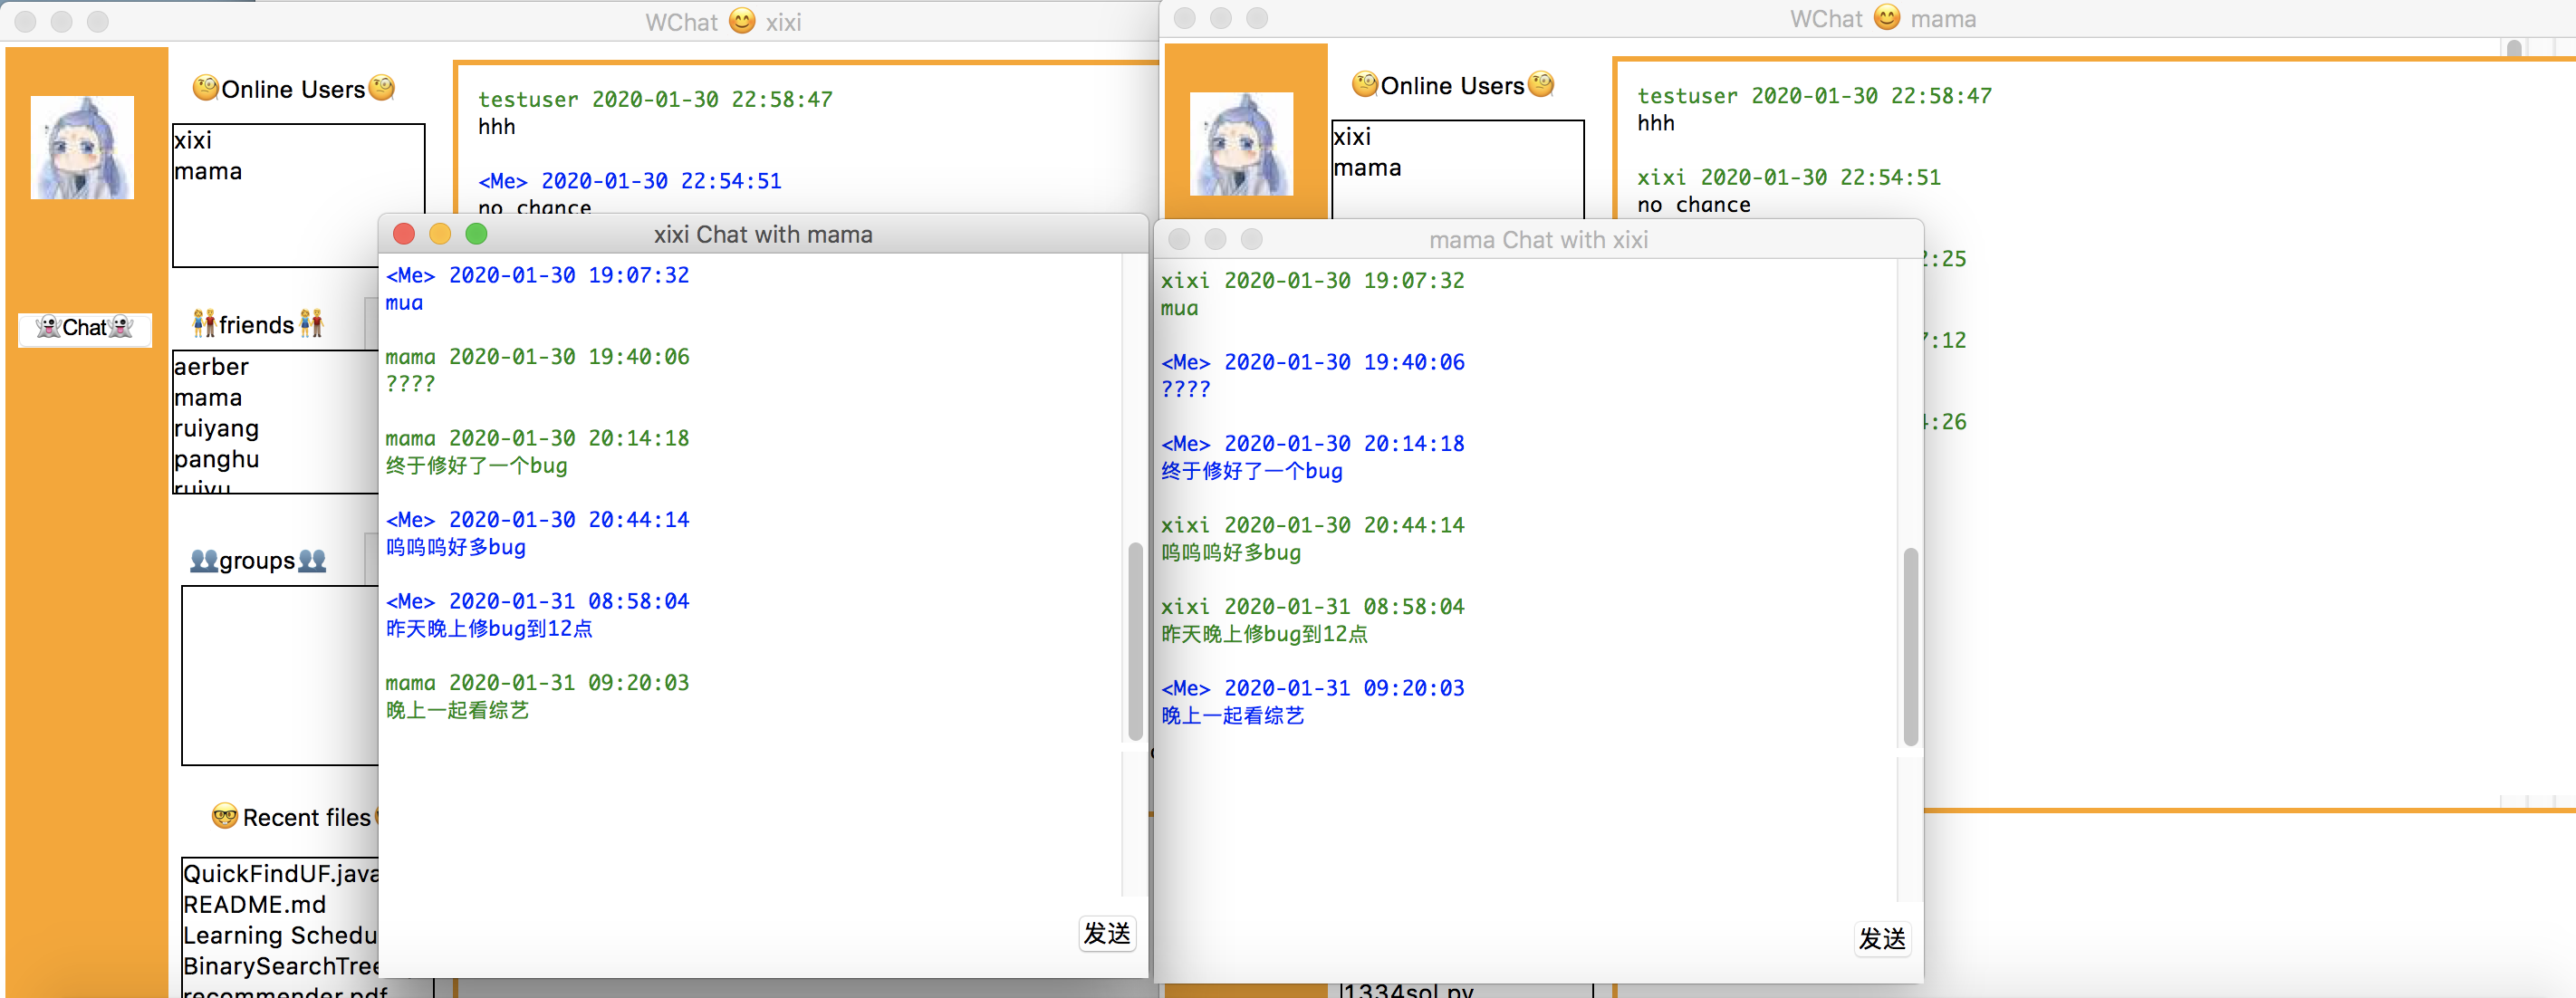 WChat 😊 xixi
🧐Online Users🧐
xixi
mama
👻Chat👻
👫friends👫
aerber
mama
ruiyang
panghu
ruiyu
👥groups👥
🤓Recent files
QuickFindUF.java
README.md
Learning Schedu
BinarySearchTree
recommender.pdf
testuser 2020-01-30 22:58:47
hhh
<Me> 2020-01-30 22:54:51
no chance
xixi Chat with mama
<Me> 2020-01-30 19:07:32
mua
mama 2020-01-30 19:40:06
????
mama 2020-01-30 20:14:18
终于修好了一个bug
<Me> 2020-01-30 20:44:14
呜呜呜好多bug
<Me> 2020-01-31 08:58:04
昨天晚上修bug到12点
mama 2020-01-31 09:20:03
晚上一起看综艺
发送
WChat 😊 mama
🧐Online Users🧐
xixi
mama
testuser 2020-01-30 22:58:47
hhh
xixi 2020-01-30 22:54:51
no chance
:25
:12
:26
mama Chat with xixi
xixi 2020-01-30 19:07:32
mua
<Me> 2020-01-30 19:40:06
????
<Me> 2020-01-30 20:14:18
终于修好了一个bug
xixi 2020-01-30 20:44:14
呜呜呜好多bug
xixi 2020-01-31 08:58:04
昨天晚上修bug到12点
<Me> 2020-01-31 09:20:03
晚上一起看综艺
发送
1334sol.py